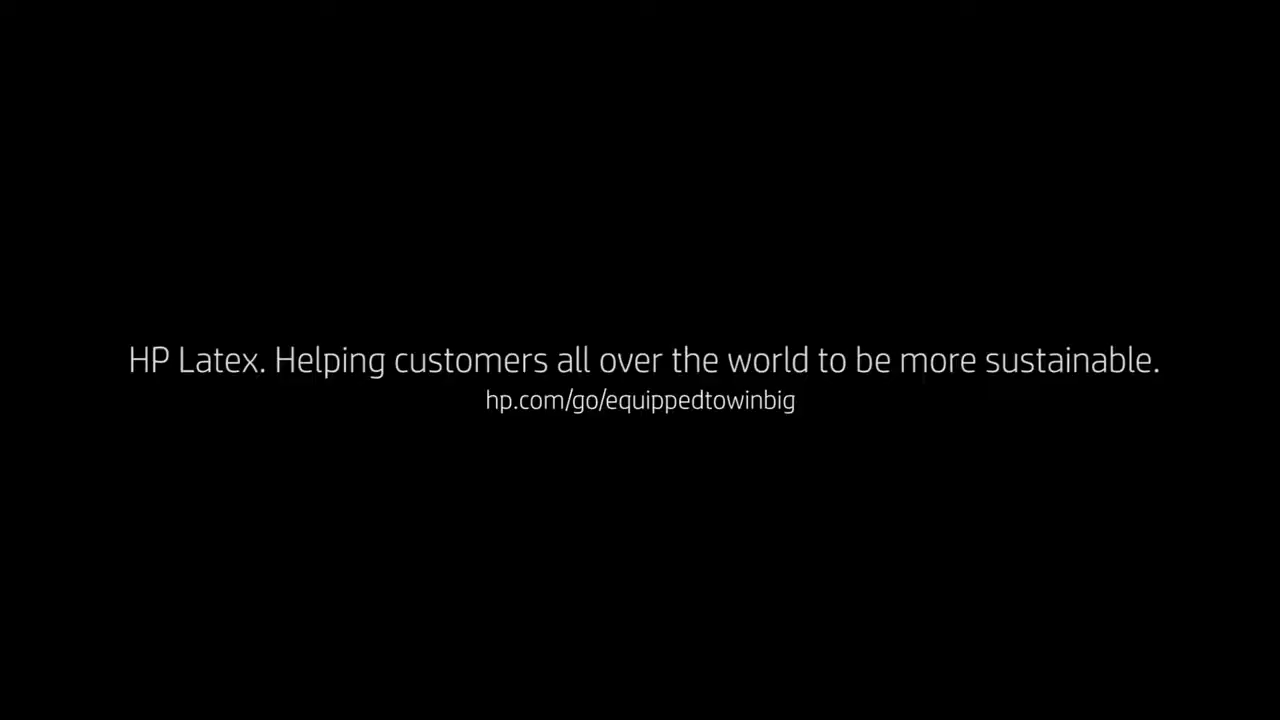 HP Latex. Helping customers all over the world to be more sustainable.
hp.com/go/equippedtowinbig